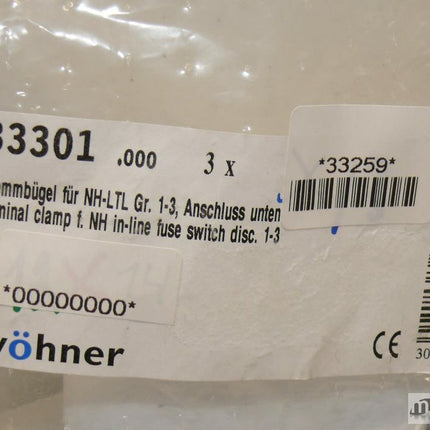 33301 .000 3 x
*33259*
mmbügel für NH-LTL Gr. 1-3, Anschluss unten
minal clamp f. NH in-line fuse switch disc. 1-3
*00000000*
wöhner CE
30